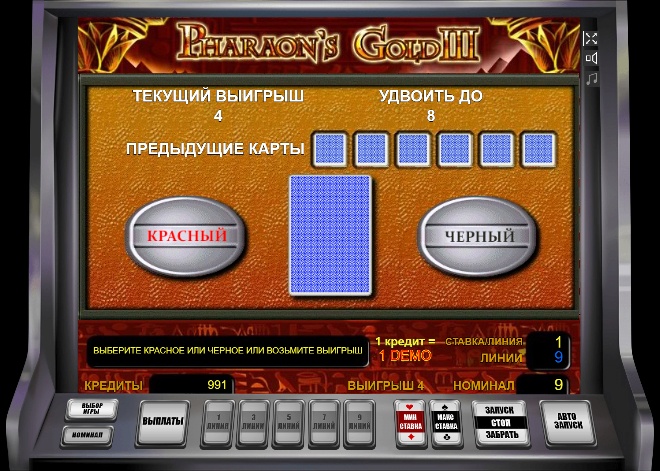 PHARAON'S GOLD III
ТЕКУЩИЙ ВЫИГРЫШ
4
УДВОИТЬ ДО
8
ПРЕДЫДУЩИЕ КАРТЫ
КРАСНЫЙ
ЧЕРНЫЙ
ВЫБЕРИТЕ КРАСНОЕ ИЛИ ЧЕРНОЕ ИЛИ ВОЗЬМИТЕ ВЫИГРЫШ
1 кредит =
1 DEMO
СТАВКА/ЛИНИЯ 1
ЛИНИИ 9
КРЕДИТЫ 991
ВЫИГРЫШ 4
НОМИНАЛ 9
ВЫБОР
ИГРЫ
НОМИНАЛ
ВЫПЛАТЫ
1
ЛИНИЯ
3
ЛИНИИ
5
ЛИНИЙ
7
ЛИНИЙ
9
ЛИНИЙ
МИН
СТАВКА
МАКС
СТАВКА
ЗАПУСК
СТОП
ЗАБРАТЬ
АВТО
ЗАПУСК